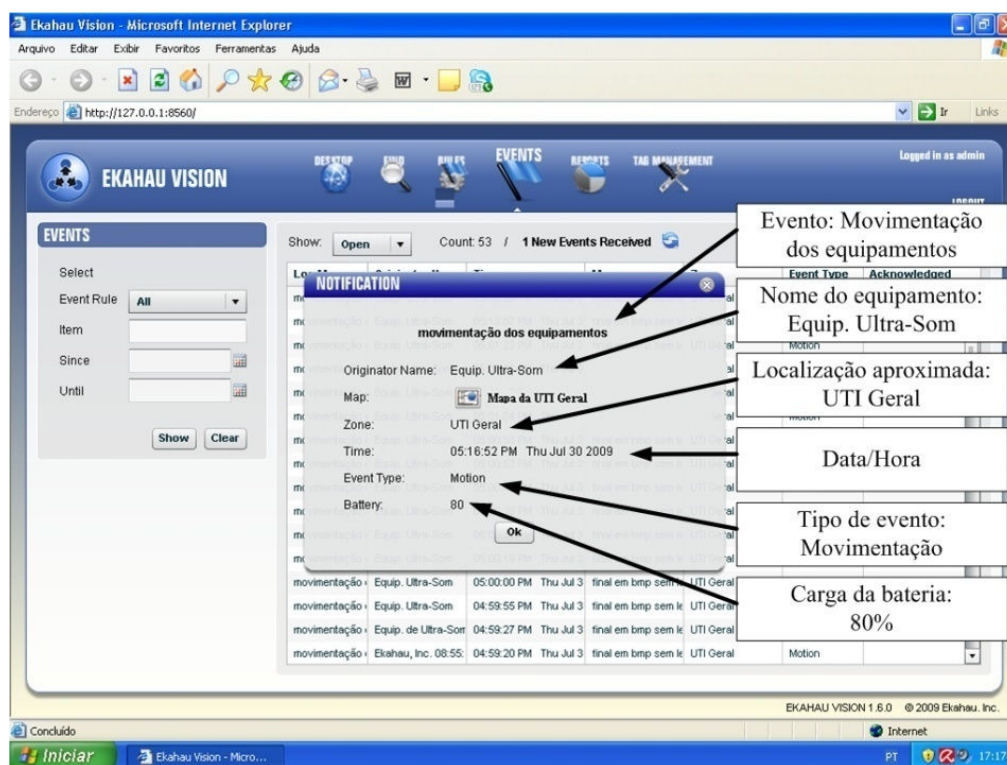 Ekahau Vision - Microsoft Internet Explorer
Arquivo Editar Exibir Favoritos Ferramentas Ajuda
Endereço http://127.0.0.1:8560/ Ir Links
EKAHAU VISION
DESKTOP FIND RULES EVENTS REPORTS TAG MANAGEMENT
Logged in as admin
LOGOUT
EVENTS
Select
Event Rule All
Item
Since
Until
Show Clear
Show: Open Count: 53 / 1 New Events Received
Event Type Acknowledged
NOTIFICATION
movimentação dos equipamentos
Originator Name: Equip. Ultra-Som
Map: Mapa da UTI Geral
Zone: UTI Geral
Time: 05:16:52 PM Thu Jul 30 2009
Event Type: Motion
Battery: 80
Ok
Evento: Movimentação
dos equipamentos
Nome do equipamento:
Equip. Ultra-Som
Motion
Localização aproximada:
UTI Geral
Data/Hora
Tipo de evento:
Movimentação
Carga da bateria:
80%
movimentação Equip. Ultra-Som 05:00:00 PM Thu Jul 3 final em bmp sem le UTI Geral
movimentação Equip. Ultra-Som 04:59:55 PM Thu Jul 3 final em bmp sem le UTI Geral
movimentação Equip. de Ultra-Som 04:59:27 PM Thu Jul 3 final em bmp sem le UTI Geral
movimentação Ekahau, Inc. 08:55: 04:59:20 PM Thu Jul 3 final em bmp sem le UTI Geral Motion
EKAHAU VISION 1.6.0 © 2009 Ekahau. Inc.
Concluído Internet
Iniciar Ekahau Vision - Micro... PT 17:17